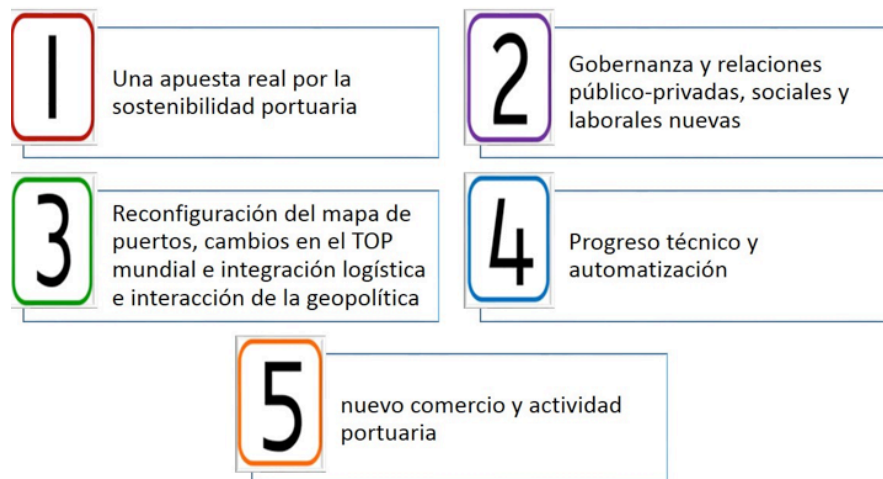 1
Una apuesta real por la
sostenibilidad portuaria
2
Gobernanza y relaciones
público-privadas, sociales y
laborales nuevas
3
Reconfiguración del mapa de
puertos, cambios en el TOP
mundial e integración logística
e interacción de la geopolítica
4
Progreso técnico y
automatización
5
nuevo comercio y actividad
portuaria